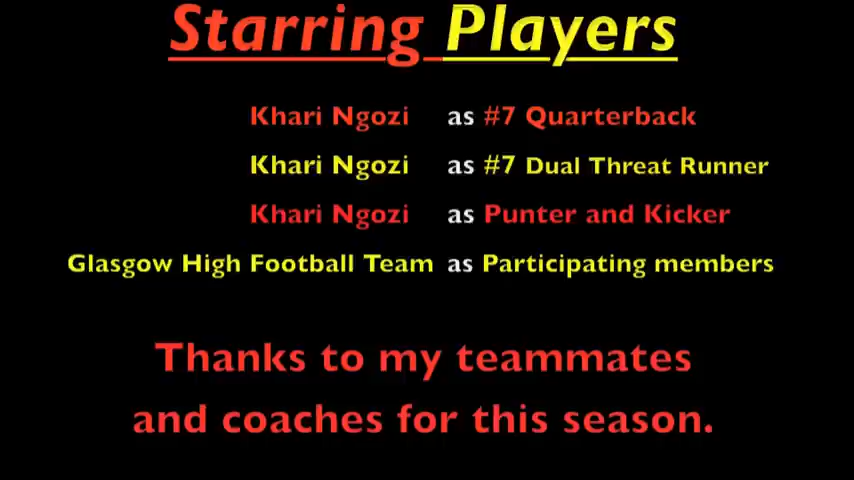 Starring Players
Khari Ngozi as #7 Quarterback
Khari Ngozi as #7 Dual Threat Runner
Khari Ngozi as Punter and Kicker
Glasgow High Football Team as Participating members
Thanks to my teammates
and coaches for this season.